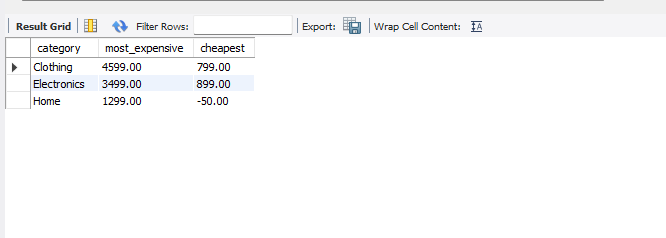 Result Grid Filter Rows: Export: Wrap Cell Content:
category most_expensive cheapest
Clothing 4599.00 799.00
Electronics 3499.00 899.00
Home 1299.00 -50.00